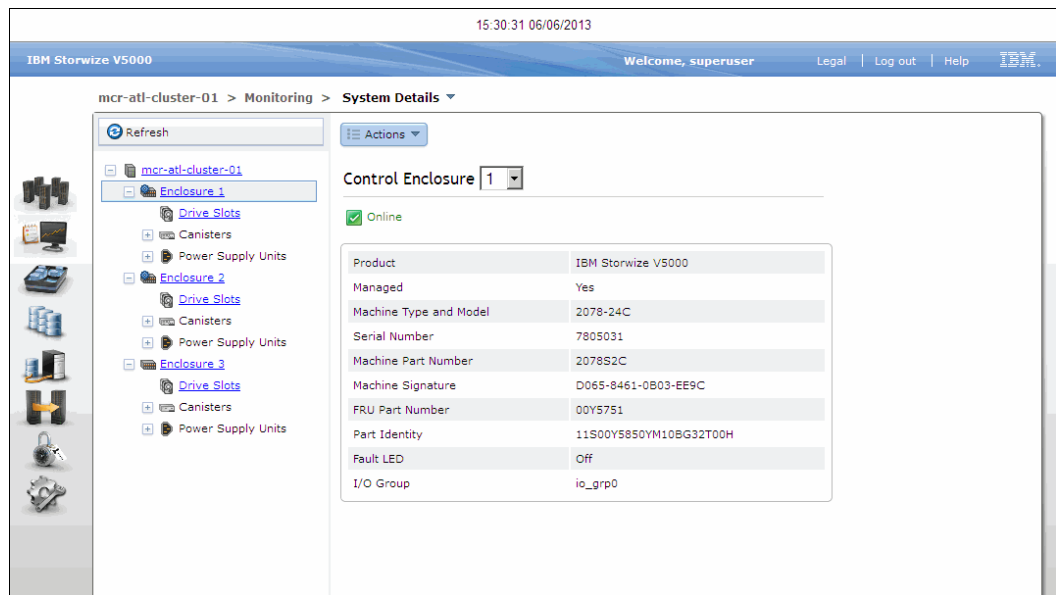 15:30:31 06/06/2013
IBM Storwize V5000 Welcome, superuser Legal | Log out | Help IBM.
mcr-atl-cluster-01 > Monitoring > System Details
Refresh
Actions
mcr-atl-cluster-01
Enclosure 1
Drive Slots
Canisters
Power Supply Units
Enclosure 2
Drive Slots
Canisters
Power Supply Units
Enclosure 3
Drive Slots
Canisters
Power Supply Units
Control Enclosure 1
Online
Product IBM Storwize V5000
Managed Yes
Machine Type and Model 2078-24C
Serial Number 7805031
Machine Part Number 2078S2C
Machine Signature D065-8461-0B03-EE9C
FRU Part Number 00Y5751
Part Identity 11S00Y5850YM10BG32T00H
Fault LED Off
I/O Group io_grp0